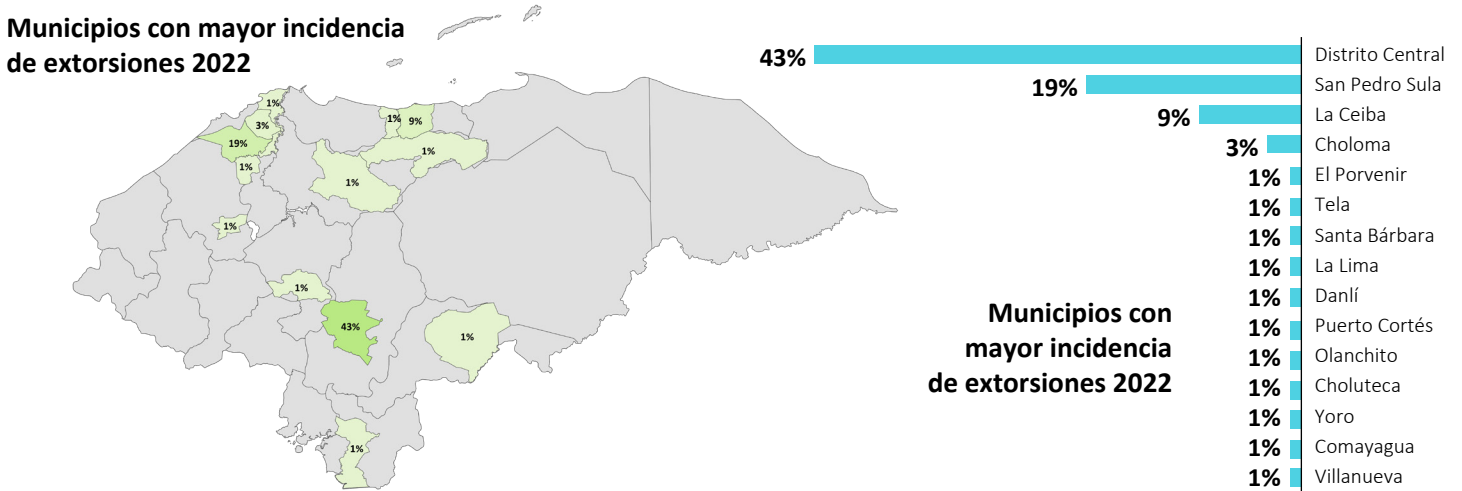 Municipios con mayor incidencia
de extorsiones 2022
1%
3%
19%
1%
1%
9%
1%
1%
1%
1%
43%
1%
1%
43% Distrito Central
19% San Pedro Sula
9% La Ceiba
3% Choloma
1% El Porvenir
1% Tela
1% Santa Bárbara
1% La Lima
1% Danlí
1% Puerto Cortés
1% Olanchito
1% Choluteca
1% Yoro
1% Comayagua
1% Villanueva
Municipios con
mayor incidencia
de extorsiones 2022